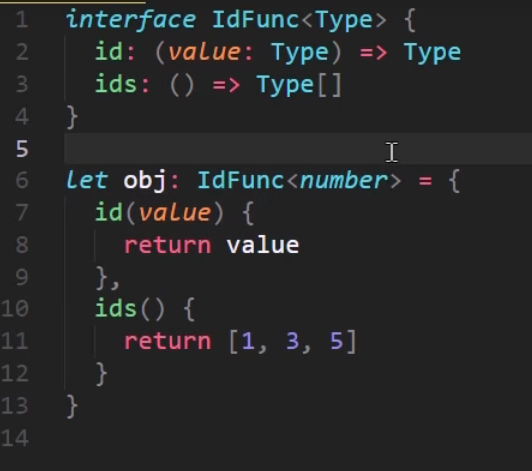 1 interface IdFunc<Type> {
2   id: (value: Type) => Type
3   ids: () => Type[]
4 }
5
6 let obj: IdFunc<number> = {
7   id(value) {
8     return value
9   },
10   ids() {
11     return [1, 3, 5]
12   }
13 }
14